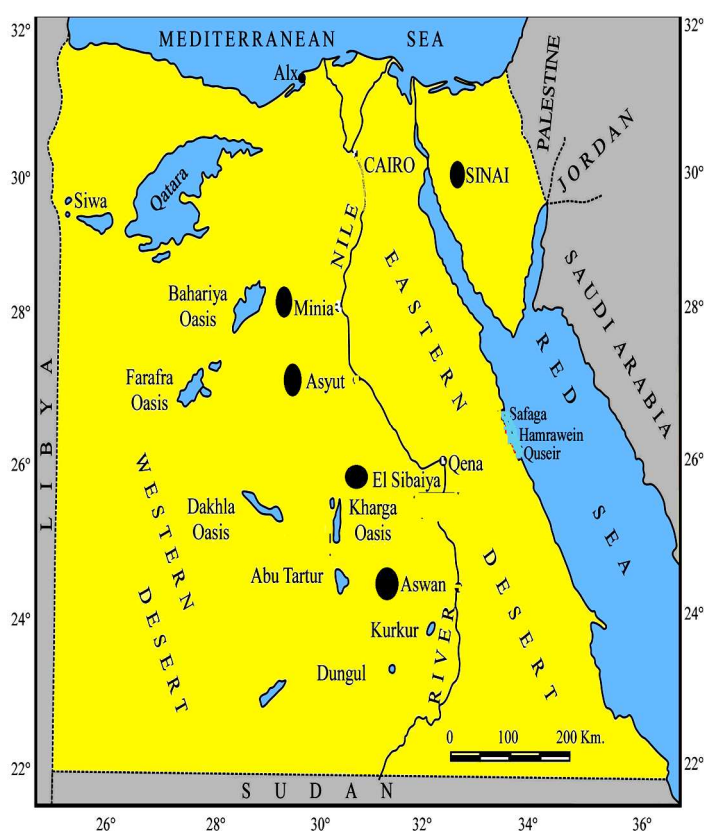 32°
32°
MEDITERRANEAN SEA
Alx
PALESTINE
JORDAN
CAIRO
30°
30°
SINAI
Siwa
Qatara
NILE
EASTERN
SAUDI ARABIA
Bahariya
Oasis
28°
28°
Minia
RED
Farafra
Oasis
Asyut
LIBYA
Safaga
Hamrawein
Quseir
26°
26°
Qena
El Sibaiya
WESTERN
Dakhla
Oasis
Kharga
Oasis
SEA
Abu Tartur
Aswan
DESERT
DESERT
24°
24°
Kurkur
RIVER
Dungul
0 100 200 Km.
22°
22°
SUDAN
26° 28° 30° 32° 34° 36°